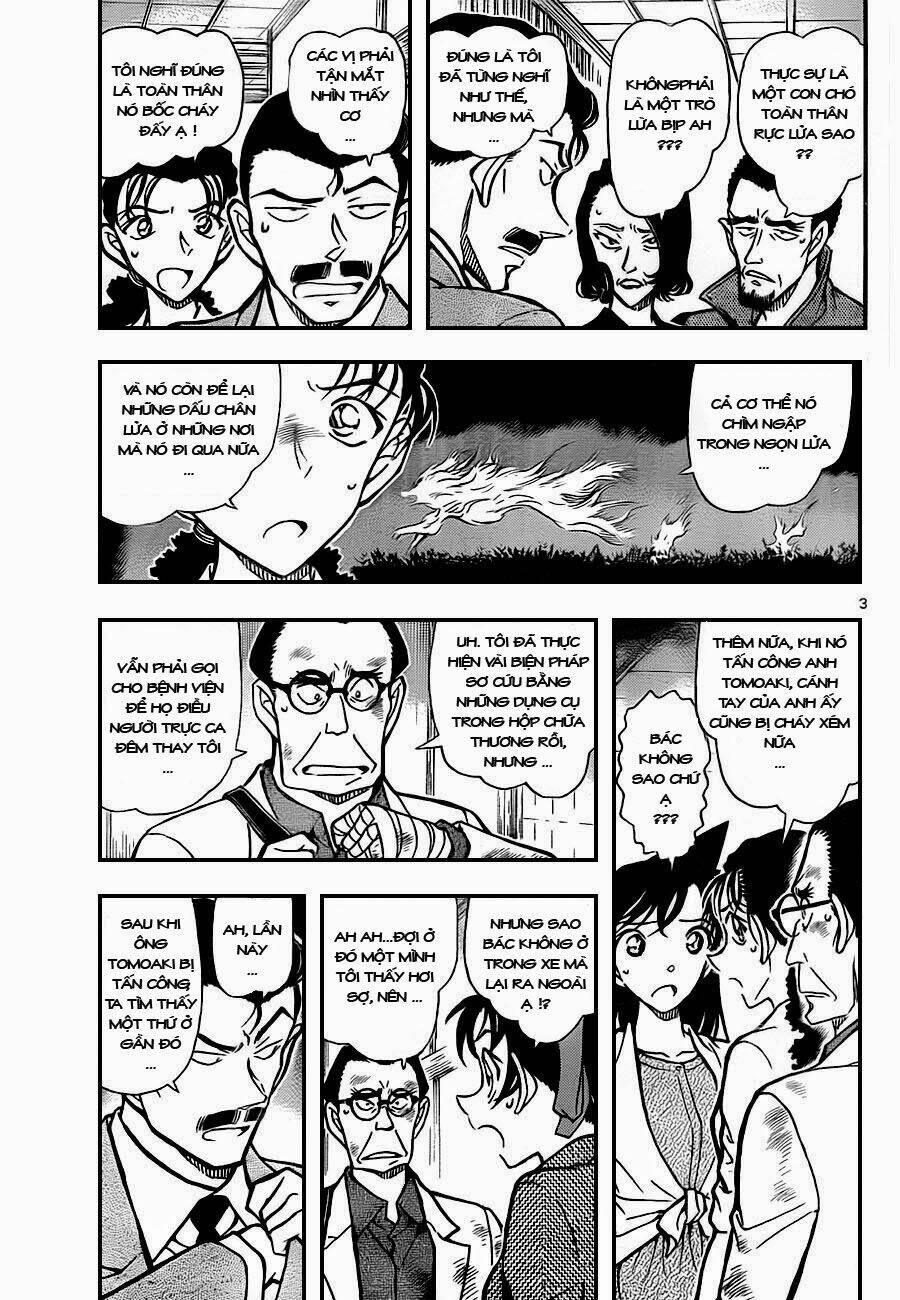 THỰC SỰ LÀ
MỘT CON CHÓ
TOÀN THÂN
RỰC LỬA SAO
??
KHÔNGPHẢI
LÀ MỘT TRÒ
LỪA BỊP AH
???
ĐÚNG LÀ TÔI
ĐÃ TỪNG NGHĨ
NHƯ THẾ,
NHƯNG MÀ
...
CÁC VỊ PHẢI
TẬN MẮT
NHÌN THẤY
CƠ
...
TÔI NGHĨ ĐÚNG
LÀ TOÀN THÂN
NÓ BỐC CHÁY
ĐẤY Ạ !
CẢ CƠ THỂ NÓ
CHÌM NGẬP
TRONG NGỌN LỬA
...
VÀ NÓ CÒN ĐỂ LẠI
NHỮNG DẤU CHÂN
LỬA Ở NHỮNG NƠI
MÀ NÓ ĐI QUA NỮA
...
3
THÊM NỮA, KHI NÓ
TẤN CÔNG ANH
TOMOAKI, CÁNH
TAY CỦA ANH ẤY
CŨNG BỊ CHÁY XÉM
NỮA
...
BÁC
KHÔNG
SAO CHỨ
Ạ
???
UH. TÔI ĐÃ THỰC
HIỆN VÀI BIỆN PHÁP
SƠ CỨU BẰNG
NHỮNG DỤNG CỤ
TRONG HỘP CHỮA
THƯƠNG RỒI,
NHƯNG ...
VẪN PHẢI GỌI
CHO BỆNH VIỆN
ĐỂ HỌ ĐIỀU
NGƯỜI TRỰC CA
ĐÊM THAY TÔI
...
NHƯNG SAO
BÁC KHÔNG Ở
TRONG XE MÀ
LẠI RA NGOÀI
Ạ !?
AH AH...ĐỢI Ở
ĐÓ MỘT MÌNH
TÔI THẤY HƠI
SỢ, NÊN ...
AH, LẦN
NÀY
...
SAU KHI
ÔNG
TOMOAKI BỊ
TẤN CÔNG,
TA TÌM THẤY
MỘT THỨ Ở
GẦN ĐÓ
...